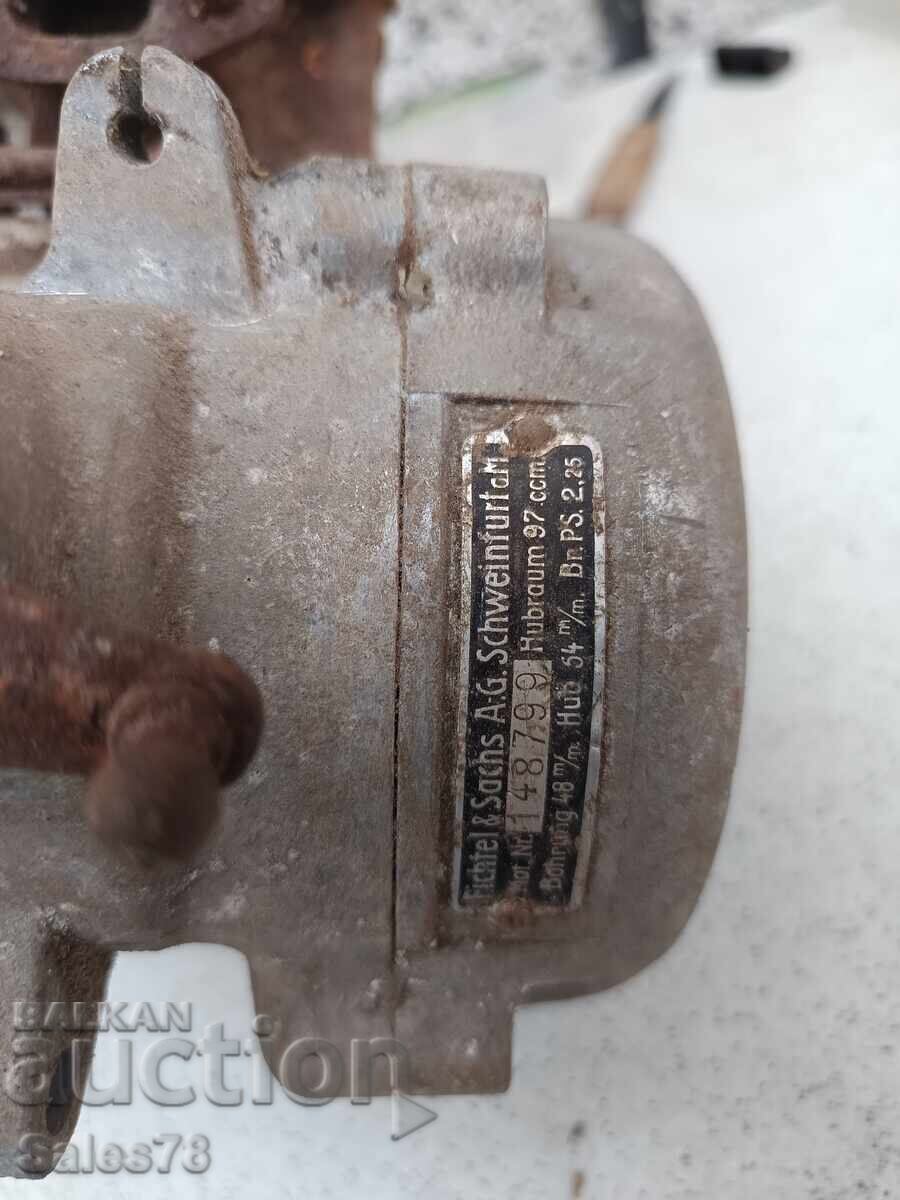 Fichtel & Sachs A.G. Schweinfurt a.M.
Mot. Nr. 148799 Hubraum 97 ccm.
Bohrung 48 m/m. Hub 54 m/m. Br. PS. 2,25
BALKAN
auction
Sales78